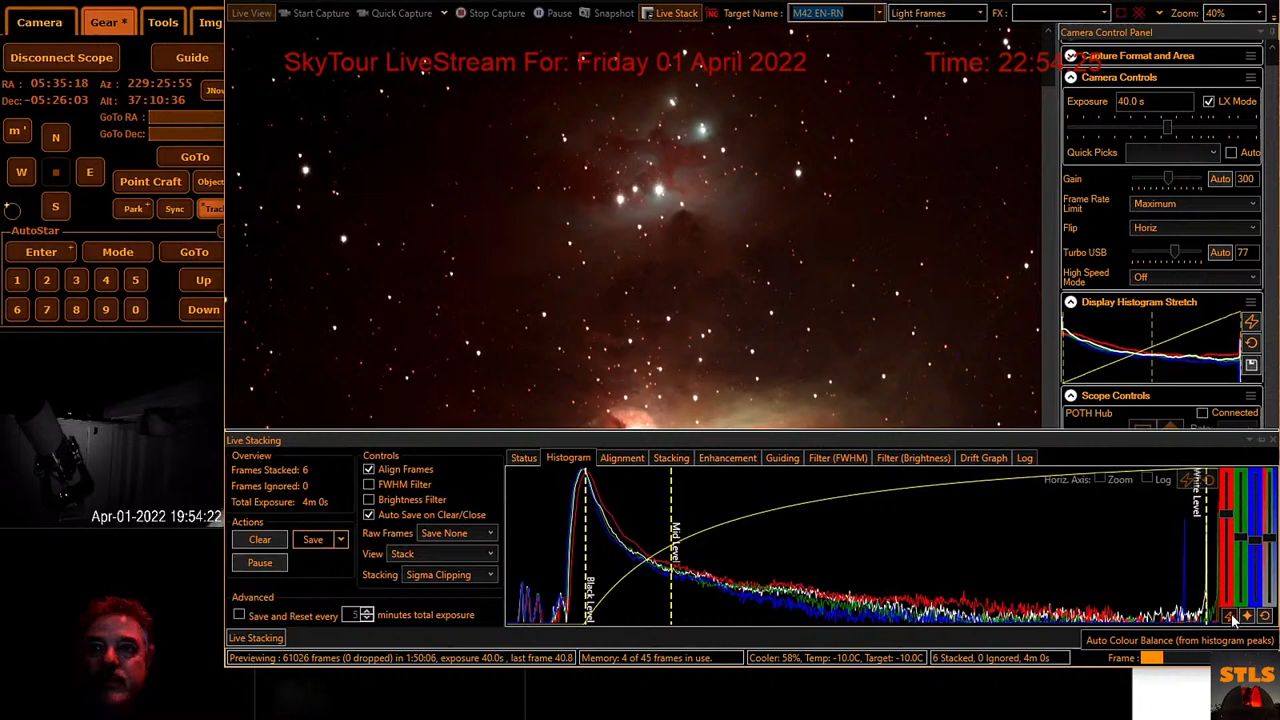 Camera
Gear *
Tools
Img
Disconnect Scope
Guide
RA : 05:35:18 Az : 229:25:55
Dec:-05:26:03 Alt: 37:10:36
JNov
GoTo RA :
GoTo Dec:
m '
N
GoTo
W
E
Point Craft
Object
S
Park +
Sync
Track
AutoStar
Enter +
Mode
GoTo
1 2 3 4 5 Up
6 7 8 9 0 Down
Apr-01-2022 19:54:22
Live View
Start Capture
Quick Capture
Stop Capture
Pause
Snapshot
Live Stack
Target Name :
M42 EN-RN
Light Frames
FX :
Zoom: 40%
SkyTour LiveStream For: Friday 01 April 2022
Time: 22:54:25
Camera Control Panel
Capture Format and Area
Camera Controls
Exposure 40.0 s LX Mode
Quick Picks Auto
Gain Auto 300
Frame Rate Limit Maximum
Flip Horiz
Turbo USB Auto 77
High Speed Mode Off
Display Histogram Stretch
Scope Controls
POTH Hub Connected
Live Stacking
Overview
Frames Stacked: 6
Frames Ignored: 0
Total Exposure: 4m 0s
Actions
Clear Save
Pause
Controls
Align Frames
FWHM Filter
Brightness Filter
Auto Save on Clear/Close
Raw Frames Save None
View Stack
Stacking Sigma Clipping
Advanced
Save and Reset every 5 minutes total exposure
Status Histogram Alignment Stacking Enhancement Guiding Filter (FWHM) Filter (Brightness) Drift Graph Log
Horiz. Axis: Zoom Log
Black Level
Mid Level
White Level
Live Stacking
Auto Colour Balance (from histogram peaks)
Previewing : 61026 frames (0 dropped) in 1:50:06, exposure 40.0s , last frame 40.8
Memory: 4 of 45 frames in use.
Cooler: 58%, Temp: -10.0C, Target: -10.0C
6 Stacked, 0 Ignored, 4m 0s
Frame :
STLS